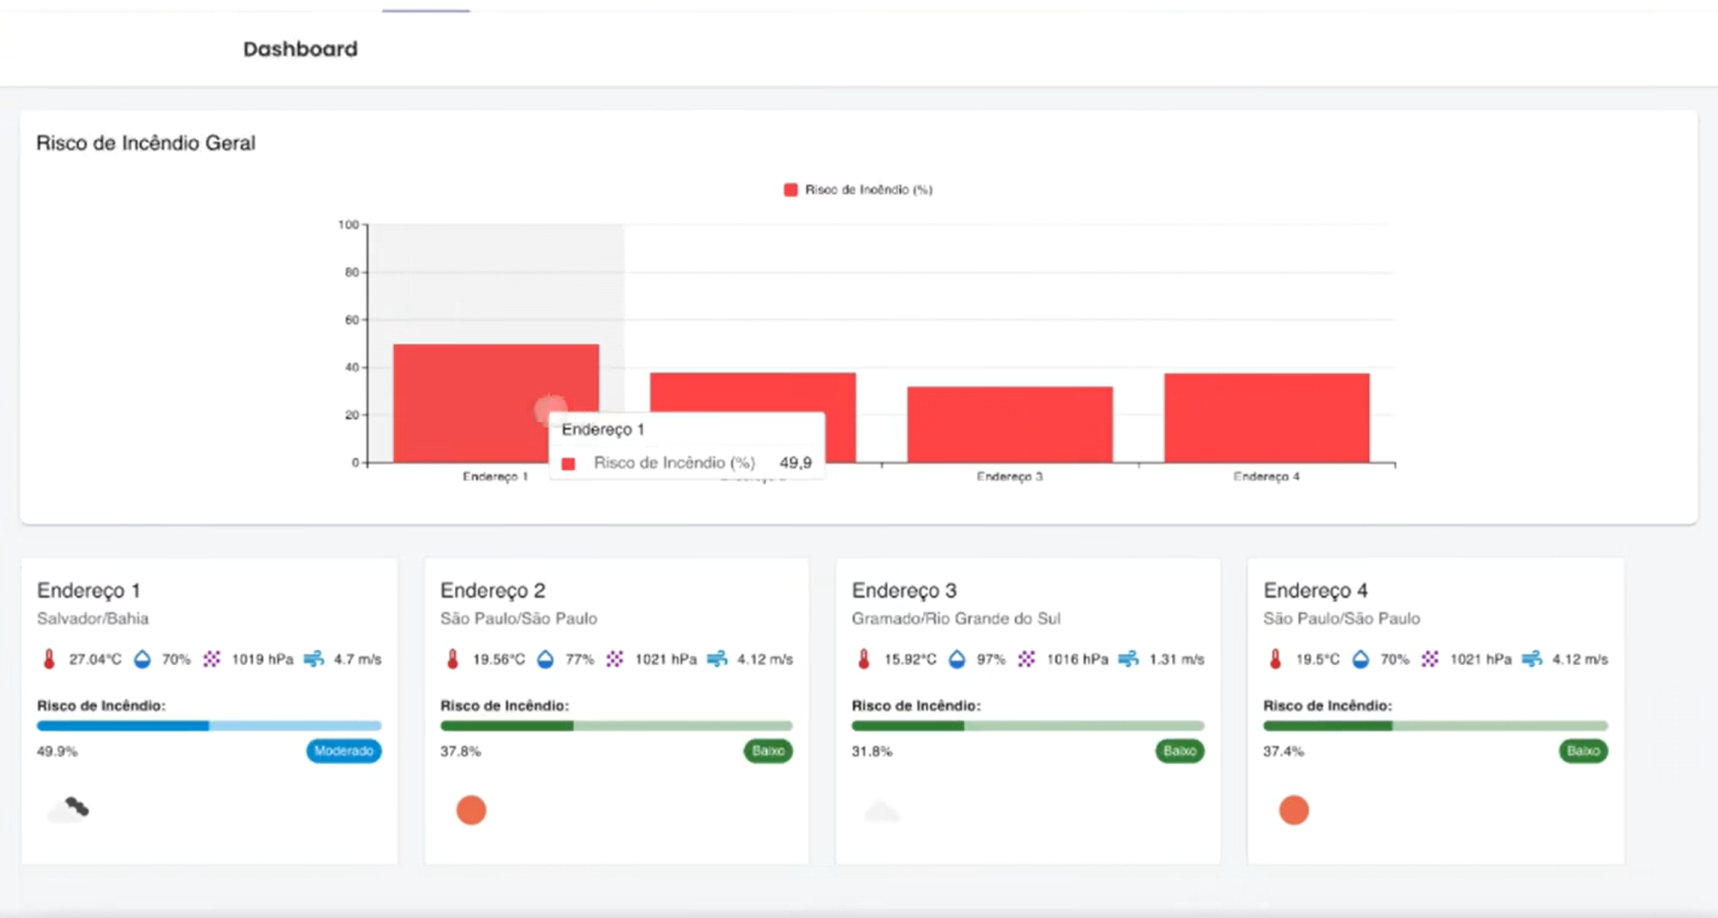 Dashboard
Risco de Incêndio Geral
Risco de Incêndio (%)
100
80
60
40
20
0
Endereço 1
Risco de Incêndio (%) 49,9
Endereço 1
Endereço 3
Endereço 4
Endereço 1
Salvador/Bahia
27.04°C 70% 1019 hPa 4.7 m/s
Risco de Incêndio:
49.9% Moderado
Endereço 2
São Paulo/São Paulo
19.56°C 77% 1021 hPa 4.12 m/s
Risco de Incêndio:
37.8% Baixo
Endereço 3
Gramado/Rio Grande do Sul
15.92°C 97% 1016 hPa 1.31 m/s
Risco de Incêndio:
31.8% Baixo
Endereço 4
São Paulo/São Paulo
19.5°C 70% 1021 hPa 4.12 m/s
Risco de Incêndio:
37.4% Baixo